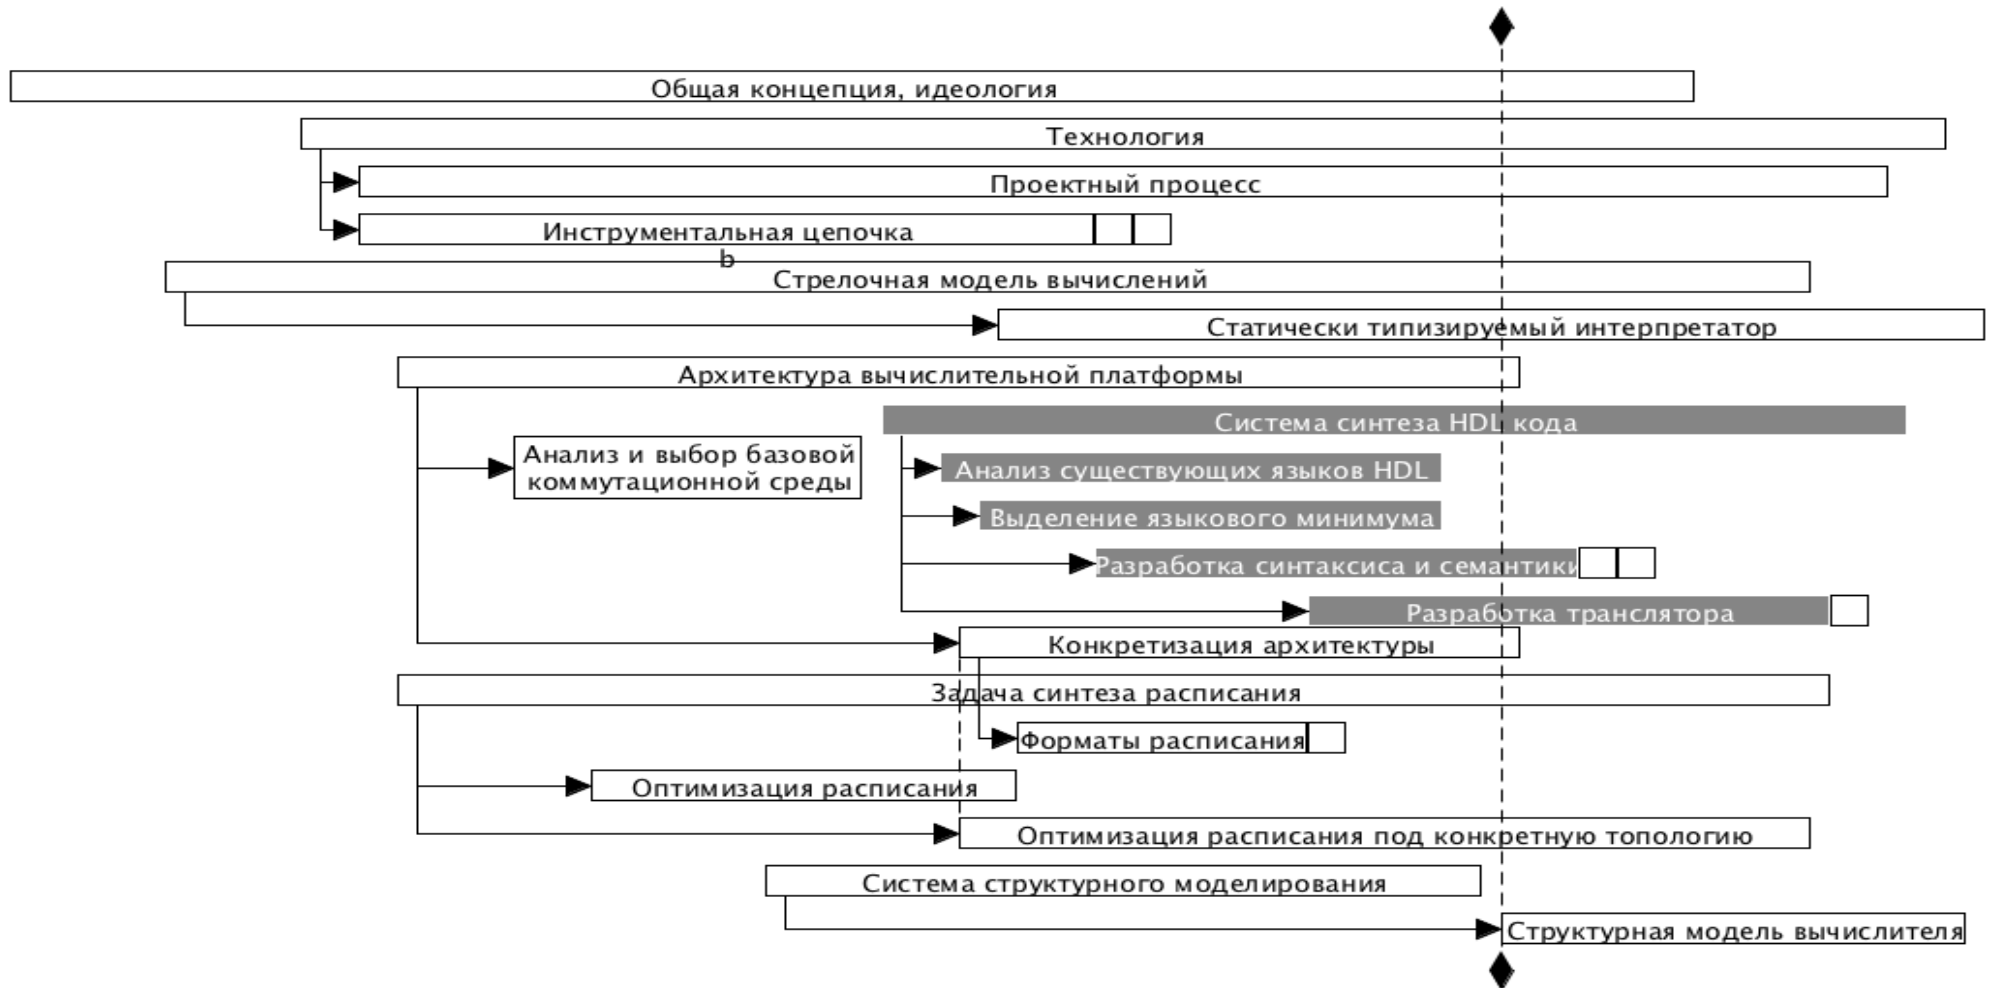 Общая концепция, идеология
Технология
Проектный процесс
Инструментальная цепочка
b
Стрелочная модель вычислений
Статически типизируемый интерпретатор
Архитектура вычислительной платформы
Система синтеза HDL кода
Анализ и выбор базовой
коммутационной среды
Анализ существующих языков HDL
Выделение языкового минимума
Разработка синтаксиса и семантики
Разработка транслятора
Конкретизация архитектуры
Задача синтеза расписания
Форматы расписания
Оптимизация расписания
Оптимизация расписания под конкретную топологию
Система структурного моделирования
Структурная модель вычислителя